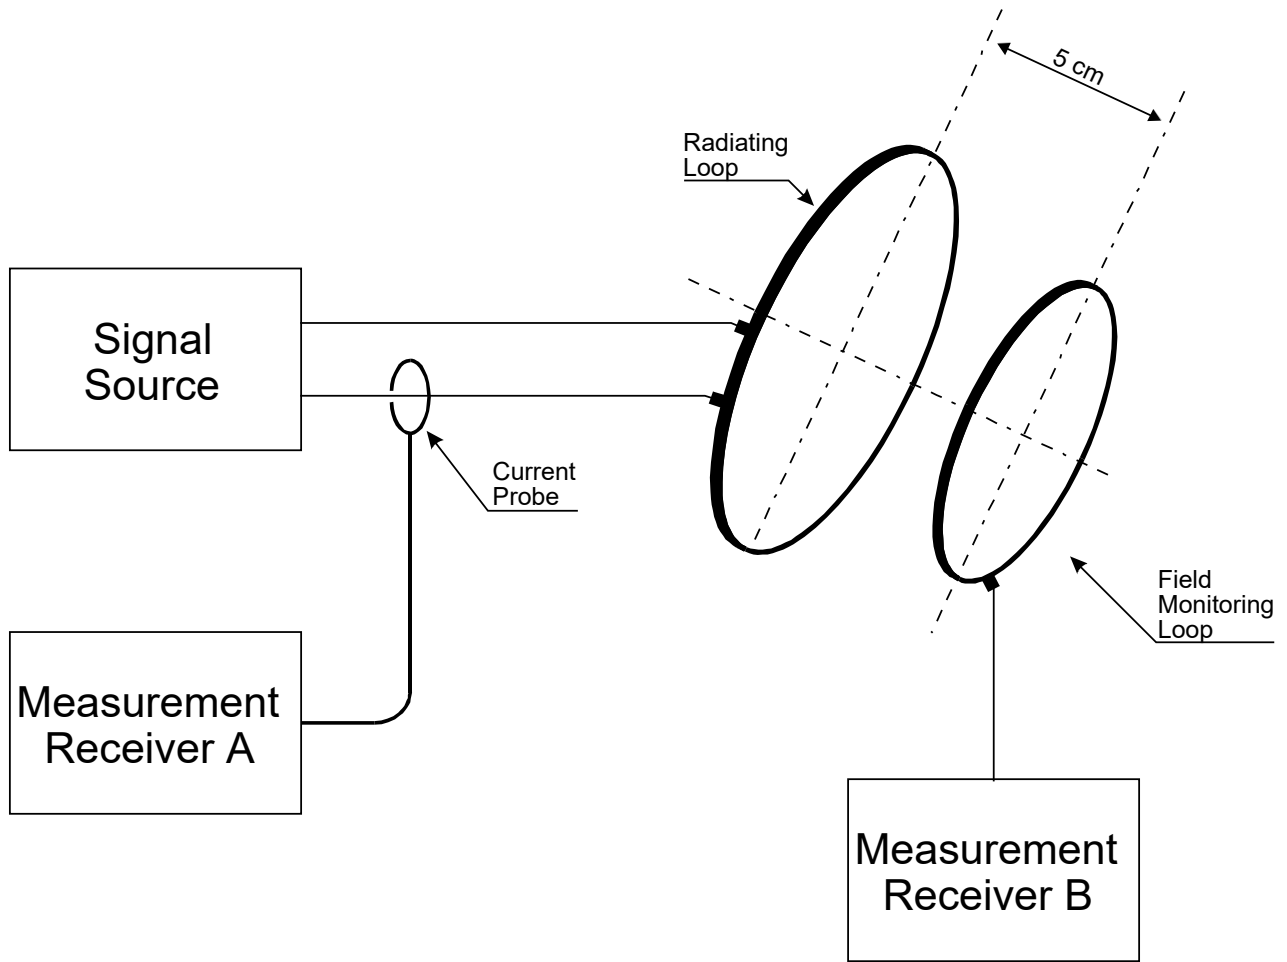 5 cm
Radiating
Loop
Signal
Source
Current
Probe
Field
Monitoring
Loop
Measurement
Receiver A
Measurement
Receiver B